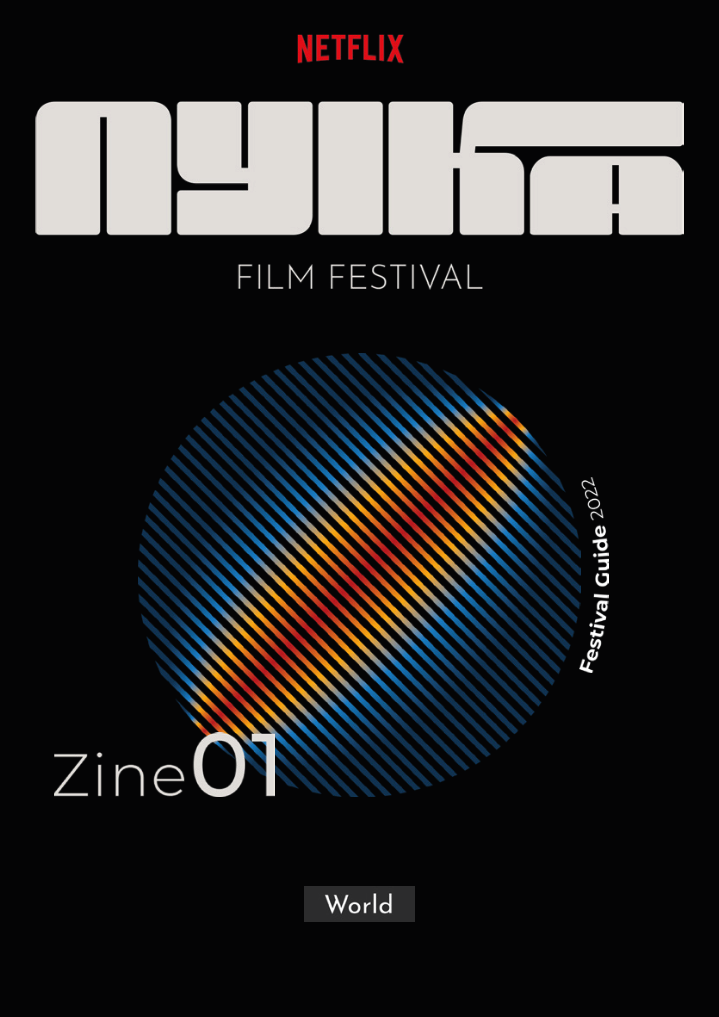 NETFLIX
NYIKA
FILM FESTIVAL
Festival Guide 2022
Zine01
World